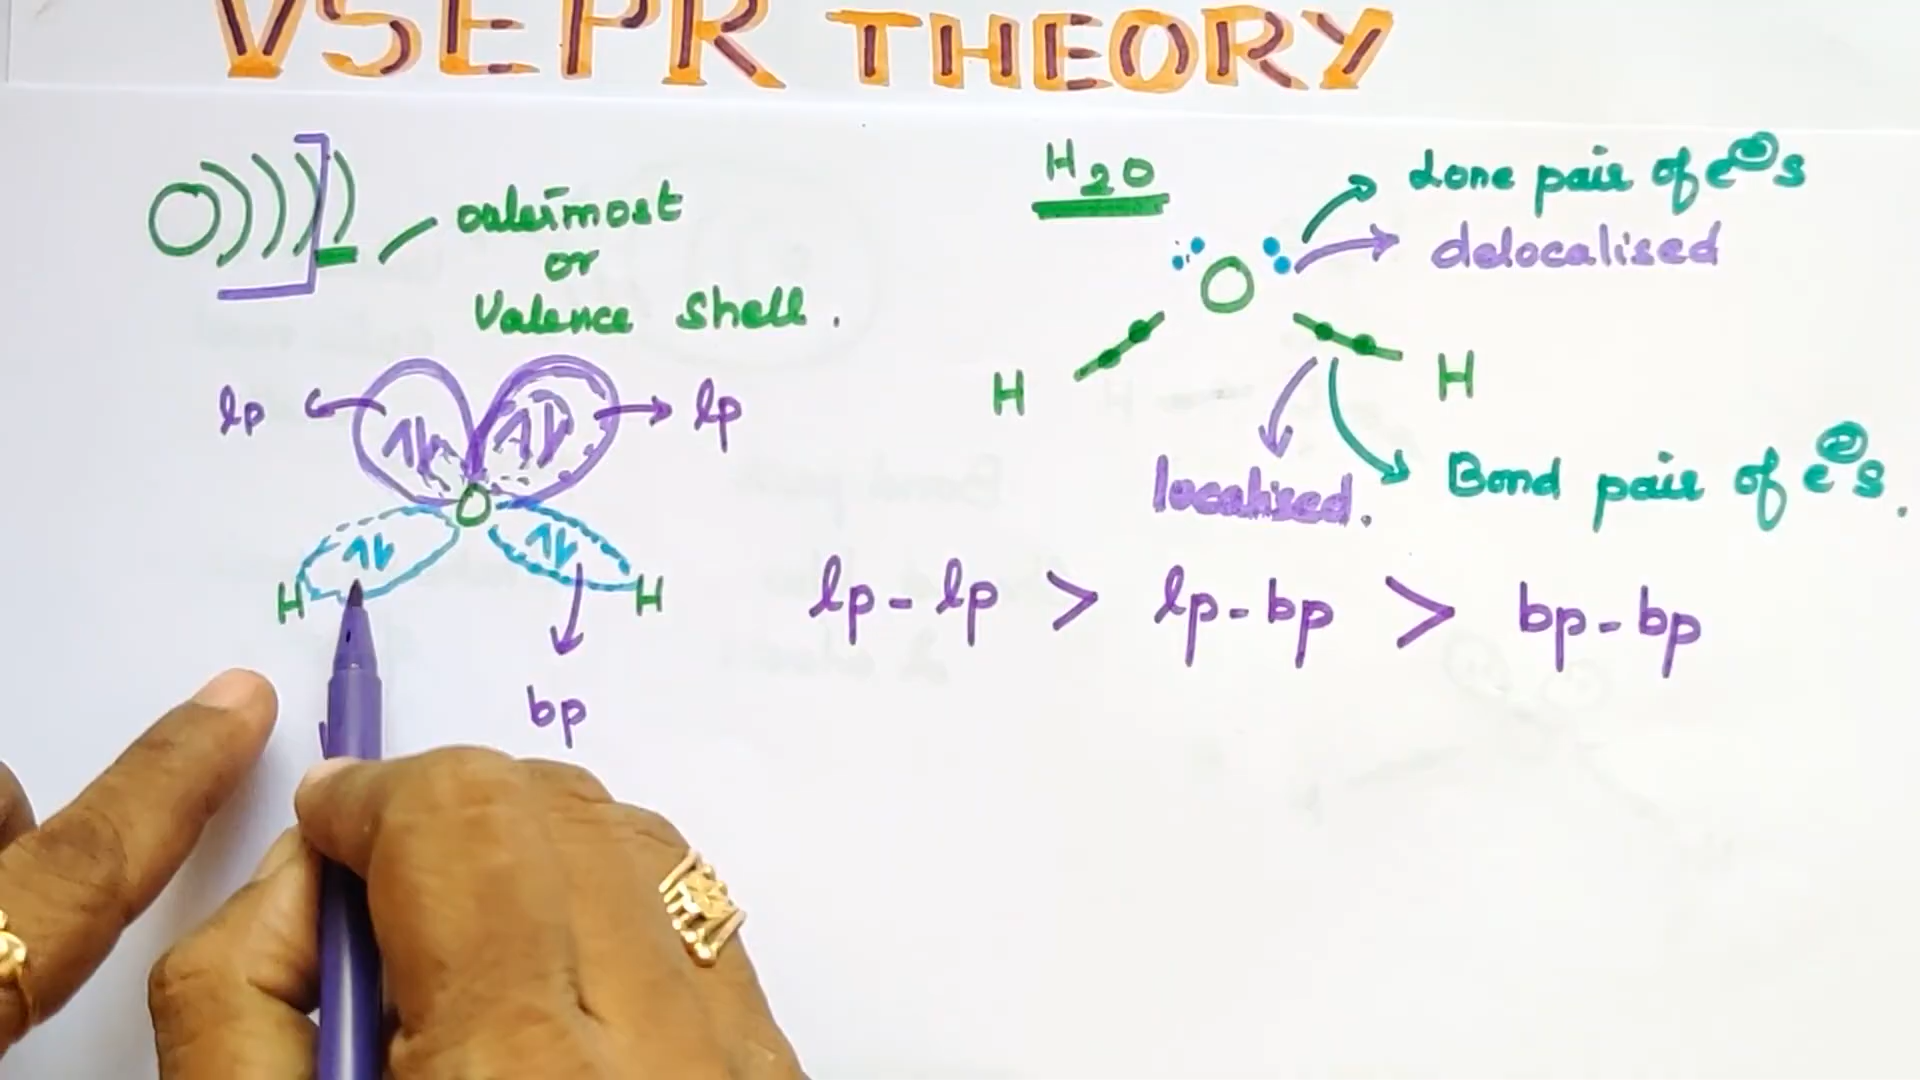 VSEPR THEORY
outermost
or
Valence shell.
H2O
Lone pair of e⊖s
delocalised
O
H
H
localised.
Bond pair of e⊖s.
lp
lp
O
H
H
bp
lp - lp > lp - bp > bp - bp